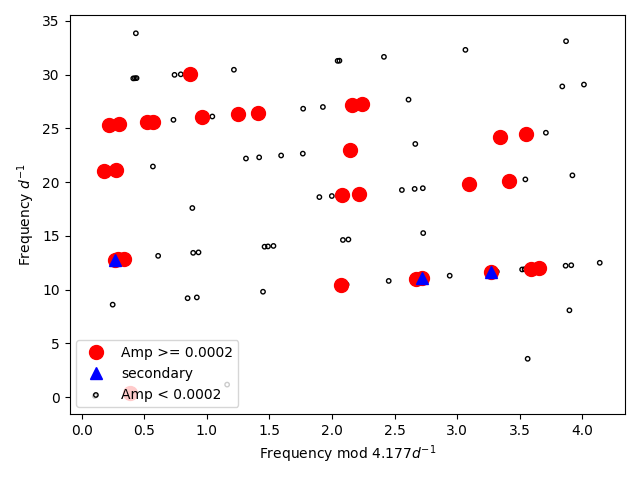 35
30
25
20
15
10
5
0
Frequency d⁻¹
Amp >= 0.0002
secondary
Amp < 0.0002
0.0 0.5 1.0 1.5 2.0 2.5 3.0 3.5 4.0
Frequency mod 4.177d⁻¹